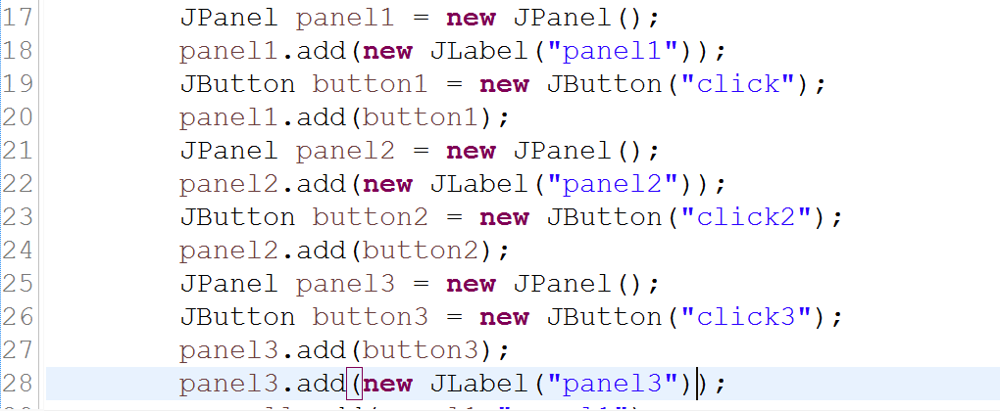 17 JPanel panel1 = new JPanel();
18 panel1.add(new JLabel("panel1"));
19 JButton button1 = new JButton("click");
20 panel1.add(button1);
21 JPanel panel2 = new JPanel();
22 panel2.add(new JLabel("panel2"));
23 JButton button2 = new JButton("click2");
24 panel2.add(button2);
25 JPanel panel3 = new JPanel();
26 JButton button3 = new JButton("click3");
27 panel3.add(button3);
28 panel3.add(new JLabel("panel3"));